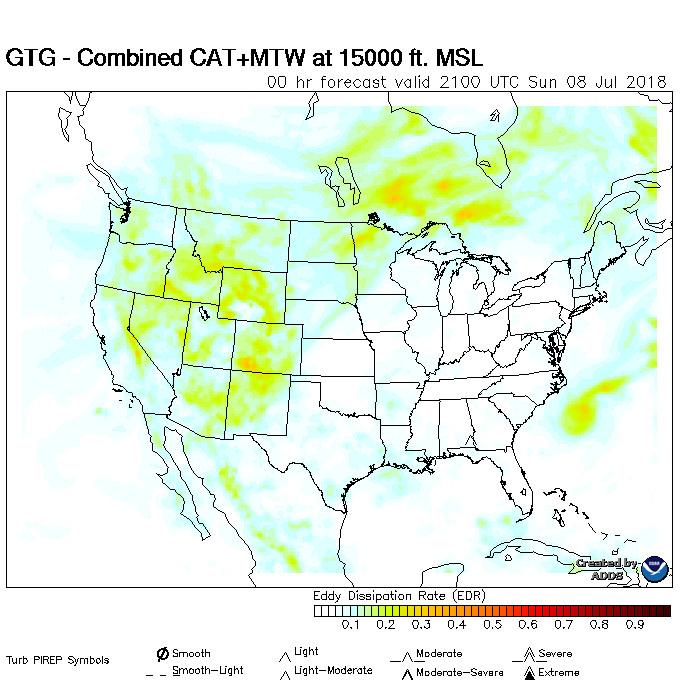 GTG - Combined CAT+MTW at 15000 ft. MSL
00 hr forecast valid 2100 UTC Sun 08 Jul 2018
Created by
ADDS
Eddy Dissipation Rate (EDR)
0.1 0.2 0.3 0.4 0.5 0.6 0.7 0.8 0.9
Turb PIREP Symbols
Smooth Light Moderate Severe
Smooth-Light Light-Moderate Moderate-Severe Extreme